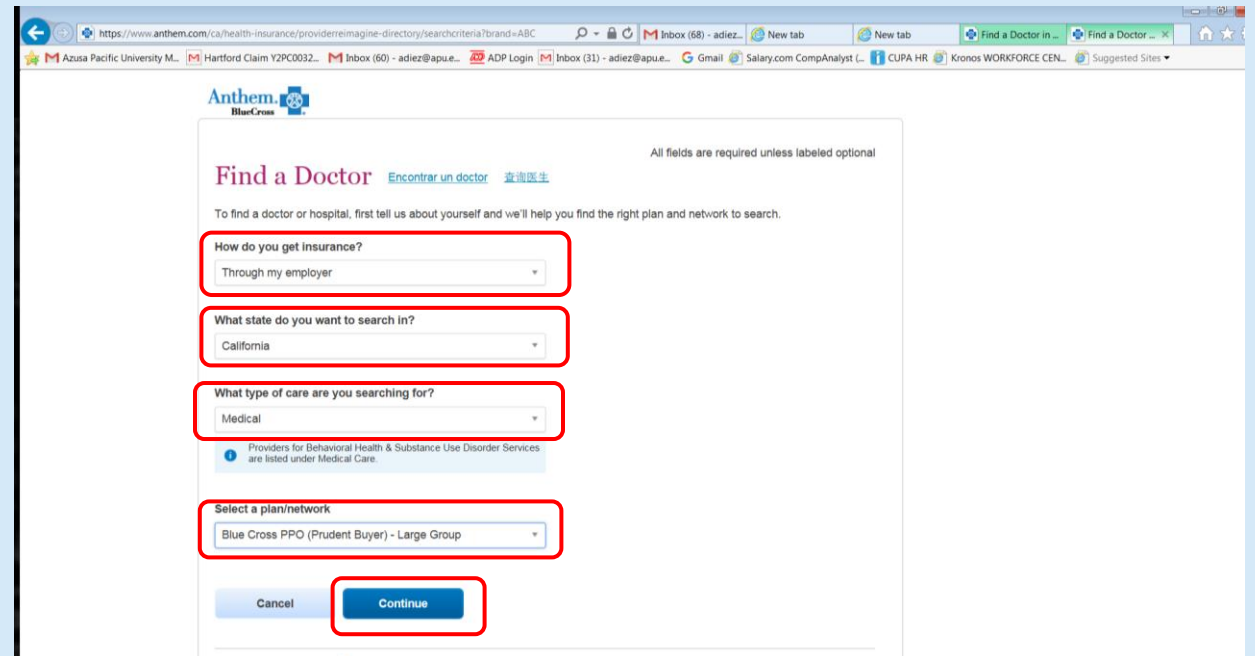 https://www.anthem.com/ca/health-insurance/providerreimagine-directory/searchcriteria?brand=ABC
Inbox (68) - adiez...
New tab
New tab
Find a Doctor in ...
Find a Doctor ...
Azusa Pacific University M...
Hartford Claim Y2PC0032...
Inbox (60) - adiez@apu.e...
ADP Login
Inbox (31) - adiez@apu.e...
Gmail
Salary.com CompAnalyst (...
CUPA HR
Kronos WORKFORCE CEN...
Suggested Sites
Anthem.
BlueCross
All fields are required unless labeled optional
Find a Doctor Encontrar un doctor 查询医生
To find a doctor or hospital, first tell us about yourself and we'll help you find the right plan and network to search.
How do you get insurance?
Through my employer
What state do you want to search in?
California
What type of care are you searching for?
Medical
Providers for Behavioral Health & Substance Use Disorder Services
are listed under Medical Care.
Select a plan/network
Blue Cross PPO (Prudent Buyer) - Large Group
Cancel
Continue